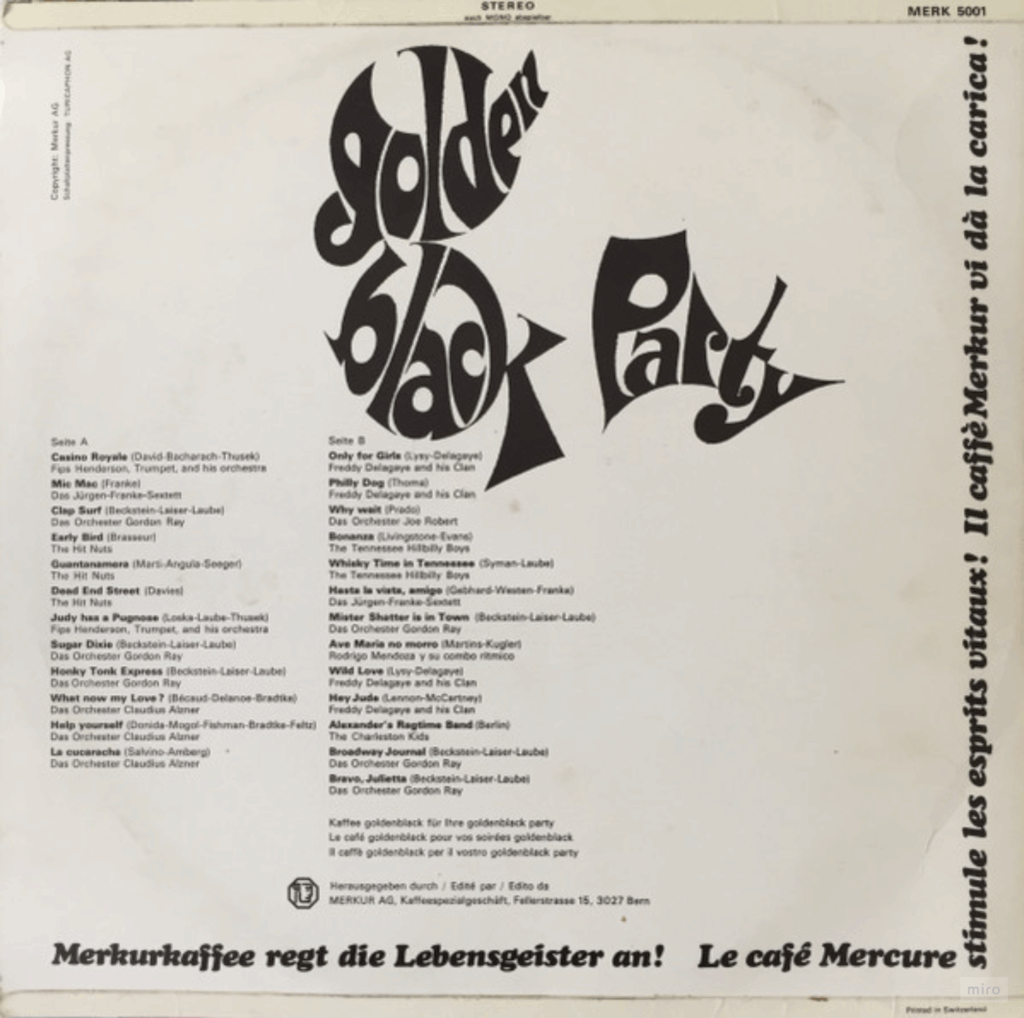 STEREO
auch MONO abspielbar
MERK 5001
Copyright: Merkur AG
Schallplattenpressung: TURICAPHON AG
golden
black Party
Seite A
Casino Royale (David-Bacharach-Thusek)
Fips Henderson, Trumpet, and his orchestra
Mic Mac (Franke)
Das Jürgen-Franke-Sextett
Clap Surf (Beckstein-Laiser-Laube)
Das Orchester Gordon Ray
Early Bird (Brasseur)
The Hit Nuts
Guantanamera (Marti-Angulo-Seeger)
The Hit Nuts
Dead End Street (Davies)
The Hit Nuts
Judy has a Pugnose (Loska-Laube-Thusek)
Fips Henderson, Trumpet, and his orchestra
Sugar Dixie (Beckstein-Laiser-Laube)
Das Orchester Gordon Ray
Honky Tonk Express (Beckstein-Laiser-Laube)
Das Orchester Gordon Ray
What now my Love? (Bécaud-Delanoe-Bradtke)
Das Orchester Claudius Alzner
Help yourself (Donida-Mogol-Fishman-Bradtke-Feltz)
Das Orchester Claudius Alzner
La cucaracha (Salvino-Amberg)
Das Orchester Claudius Alzner
Seite B
Only for Girls (Lysy-Delagaye)
Freddy Delagaye and his Clan
Philly Dog (Thoma)
Freddy Delagaye and his Clan
Why wait (Prado)
Das Orchester Joe Robert
Bonanza (Livingstone-Evans)
The Tennessee Hillbilly Boys
Whisky Time in Tennessee (Syman-Laube)
The Tennessee Hillbilly Boys
Hasta la vista, amigo (Gebhard-Westen-Franke)
Das Jürgen-Franke-Sextett
Mister Shatter is in Town (Beckstein-Laiser-Laube)
Das Orchester Gordon Ray
Ave Maria no morro (Martins-Kugler)
Rodrigo Mendoza y su combo ritmico
Wild Love (Lysy-Delagaye)
Freddy Delagaye and his Clan
Hey Jude (Lennon-McCartney)
Freddy Delagaye and his Clan
Alexander's Ragtime Band (Berlin)
The Charleston Kids
Broadway Journal (Beckstein-Laiser-Laube)
Das Orchester Gordon Ray
Bravo, Julietta (Beckstein-Laiser-Laube)
Das Orchester Gordon Ray
Kaffee goldenblack für Ihre goldenblack party
Le café goldenblack pour vos soirées goldenblack
Il caffè goldenblack per il vostro goldenblack party
Herausgegeben durch / Edité par / Edito da
MERKUR AG, Kaffeespezialgeschäft, Fellerstrasse 15, 3027 Bern
Merkurkaffee regt die Lebensgeister an! Le café Mercure
stimule les esprits vitaux! Il caffè Merkur vi dà la carica!
miro
Printed in Switzerland